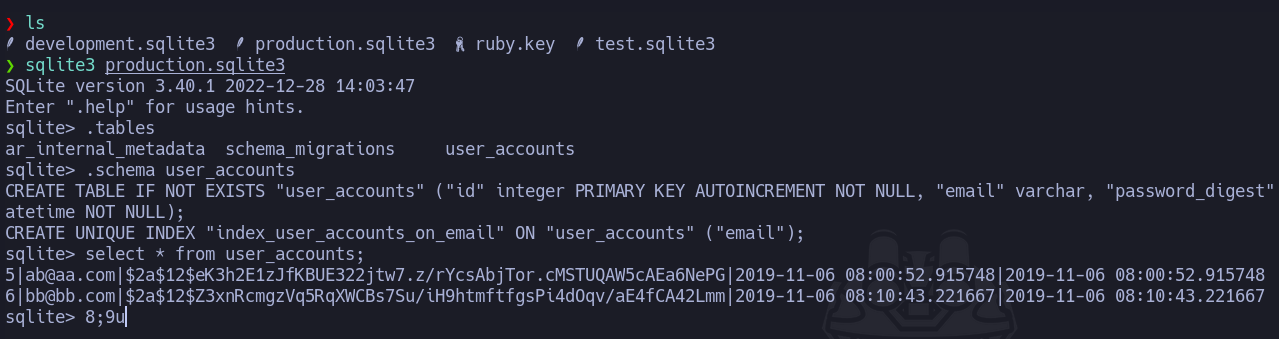 ❯ ls
development.sqlite3 production.sqlite3 ruby.key test.sqlite3
❯ sqlite3 production.sqlite3
SQLite version 3.40.1 2022-12-28 14:03:47
Enter ".help" for usage hints.
sqlite> .tables
ar_internal_metadata schema_migrations user_accounts
sqlite> .schema user_accounts
CREATE TABLE IF NOT EXISTS "user_accounts" ("id" integer PRIMARY KEY AUTOINCREMENT NOT NULL, "email" varchar, "password_digest"
atetime NOT NULL);
CREATE UNIQUE INDEX "index_user_accounts_on_email" ON "user_accounts" ("email");
sqlite> select * from user_accounts;
5|ab@aa.com|$2a$12$eK3h2E1zJfKBUE322jtw7.z/rYcsAbjTor.cMSTUQAW5cAEa6NePG|2019-11-06 08:00:52.915748|2019-11-06 08:00:52.915748
6|bb@bb.com|$2a$12$Z3xnRcmgzVq5RqXWCBs7Su/iH9htmftfgsPi4dOqv/aE4fCA42Lmm|2019-11-06 08:10:43.221667|2019-11-06 08:10:43.221667
sqlite> 8;9u